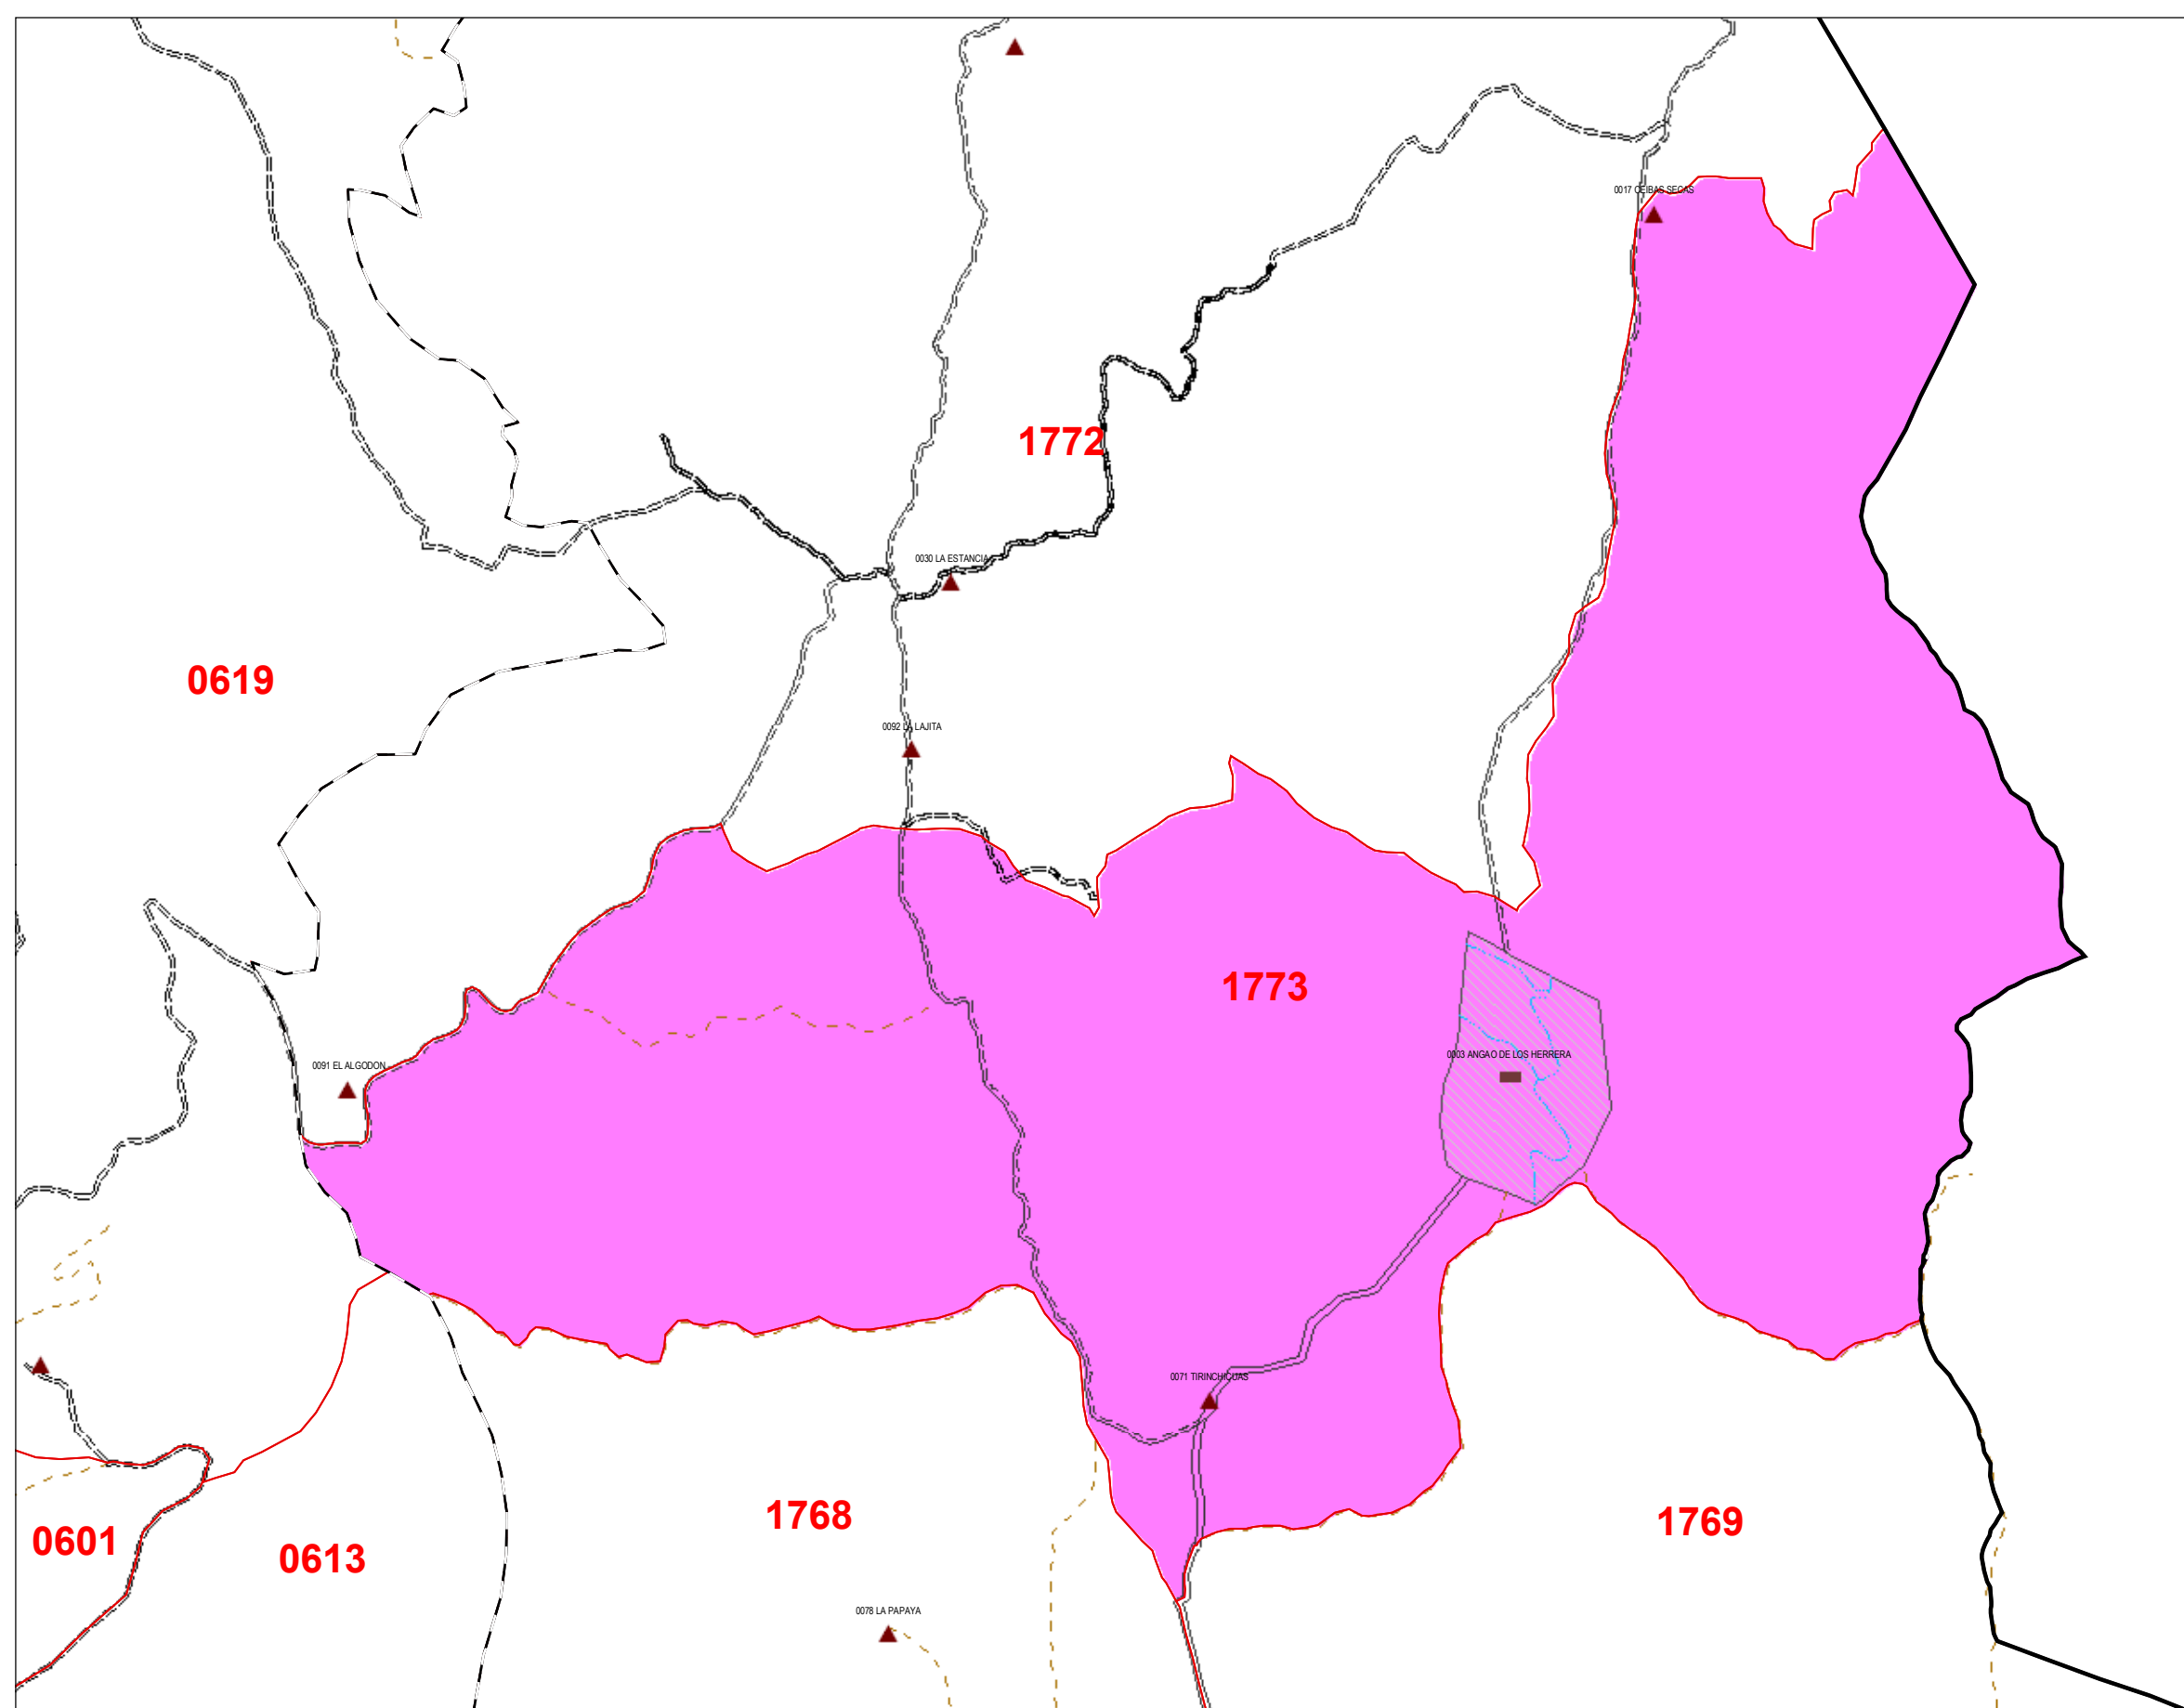 0017 CEIBAS SECAS
1772
0030 LA ESTANCIA
0619
0092 LA LAJITA
1773
0003 ANGAO DE LOS HERRERA
0091 EL ALGODON
0071 TIRINCHICUAS
1768
1769
0601
0613
0078 LA PAPAYA